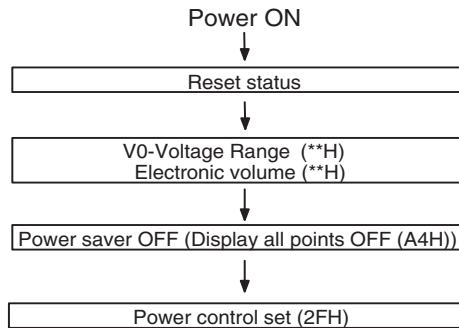 Power ON
Reset status
V0-Voltage Range (**H)
Electronic volume (**H)
Power saver OFF (Display all points OFF (A4H))
Power control set (2FH)